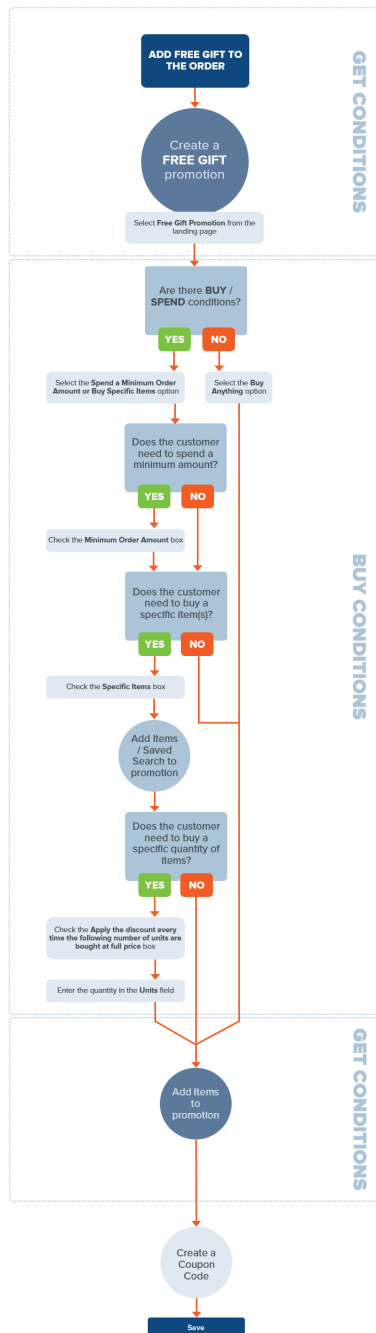 ADD FREE GIFT TO
THE ORDER
GET CONDITIONS
Create a
FREE GIFT
promotion
Select Free Gift Promotion from the
landing page
Are there BUY /
SPEND conditions?
YES
NO
Select the Spend a Minimum Order
Amount or Buy Specific Items option
Select the Buy
Anything option
Does the customer
need to spend a
minimum amount?
YES
NO
Check the Minimum Order Amount box
BUY CONDITIONS
Does the customer
need to buy a
specific item(s)?
YES
NO
Check the Specific Items box
Add Items
/ Saved
Search to
promotion
Does the customer
need to buy a
specific quantity of
items?
YES
NO
Check the Apply the discount every
time the following number of units are
bought at full price box
Enter the quantity in the Units field
GET CONDITIONS
Add Items
to
promotion
Create a
Coupon
Code
Save